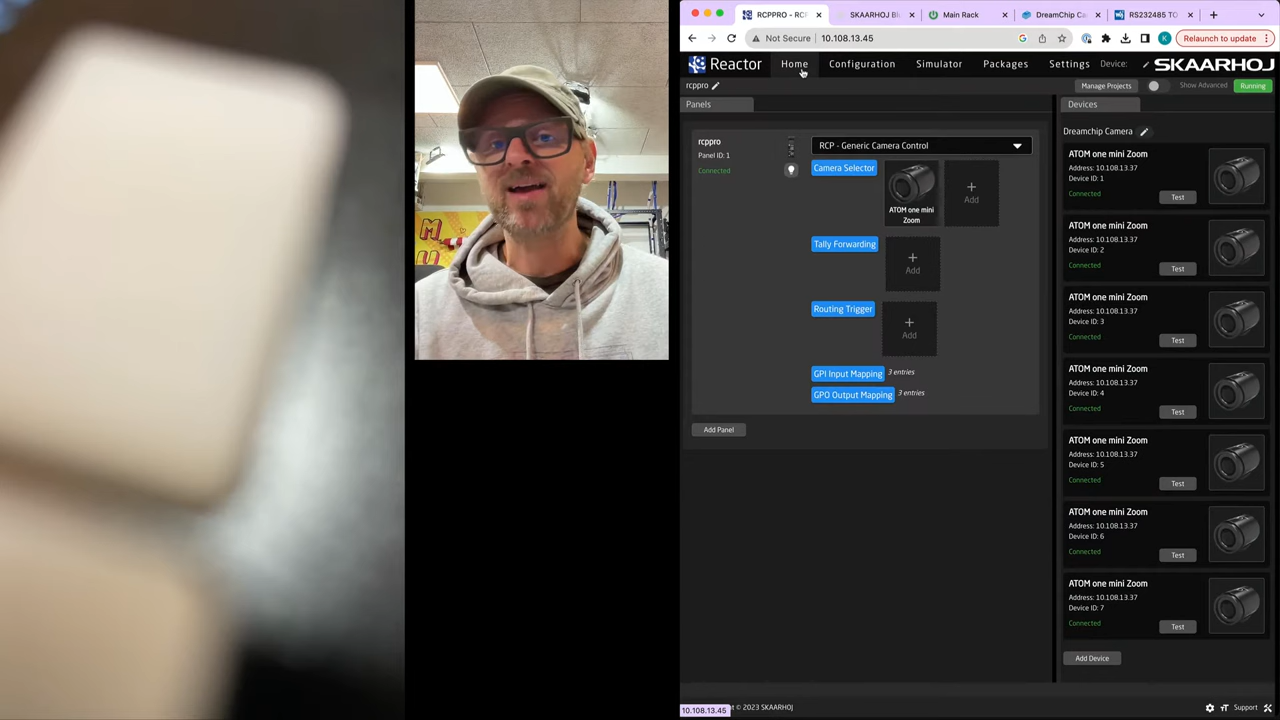 RCPPRO - RCP
SKAARHOJ Bl
Main Rack
DreamChip Ca
RS232485 TO
Not Secure
10.108.13.45
Relaunch to update
Reactor
Home
Configuration
Simulator
Packages
Settings
Device:
SKAARHOJ
rcppro
Manage Projects
Show Advanced
Running
Panels
Devices
rcppro
Panel ID: 1
Connected
RCP - Generic Camera Control
Camera Selector
ATOM one mini
Zoom
Add
Tally Forwarding
Add
Routing Trigger
Add
GPI Input Mapping
3 entries
GPO Output Mapping
3 entries
Add Panel
Dreamchip Camera
ATOM one mini Zoom
Address: 10.108.13.37
Device ID: 1
Connected
Test
ATOM one mini Zoom
Address: 10.108.13.37
Device ID: 2
Connected
Test
ATOM one mini Zoom
Address: 10.108.13.37
Device ID: 3
Connected
Test
ATOM one mini Zoom
Address: 10.108.13.37
Device ID: 4
Connected
Test
ATOM one mini Zoom
Address: 10.108.13.37
Device ID: 5
Connected
Test
ATOM one mini Zoom
Address: 10.108.13.37
Device ID: 6
Connected
Test
ATOM one mini Zoom
Address: 10.108.13.37
Device ID: 7
Connected
Test
Add Device
10.108.13.45
t © 2023 SKAARHOJ
Support